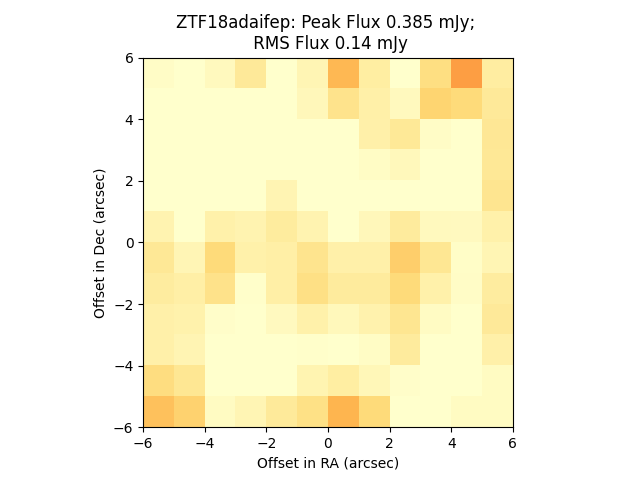 ZTF18adaifep: Peak Flux 0.385 mJy;
RMS Flux 0.14 mJy
6
4
2
0
−2
−4
−6
Offset in Dec (arcsec)
−6 −4 −2 0 2 4 6
Offset in RA (arcsec)